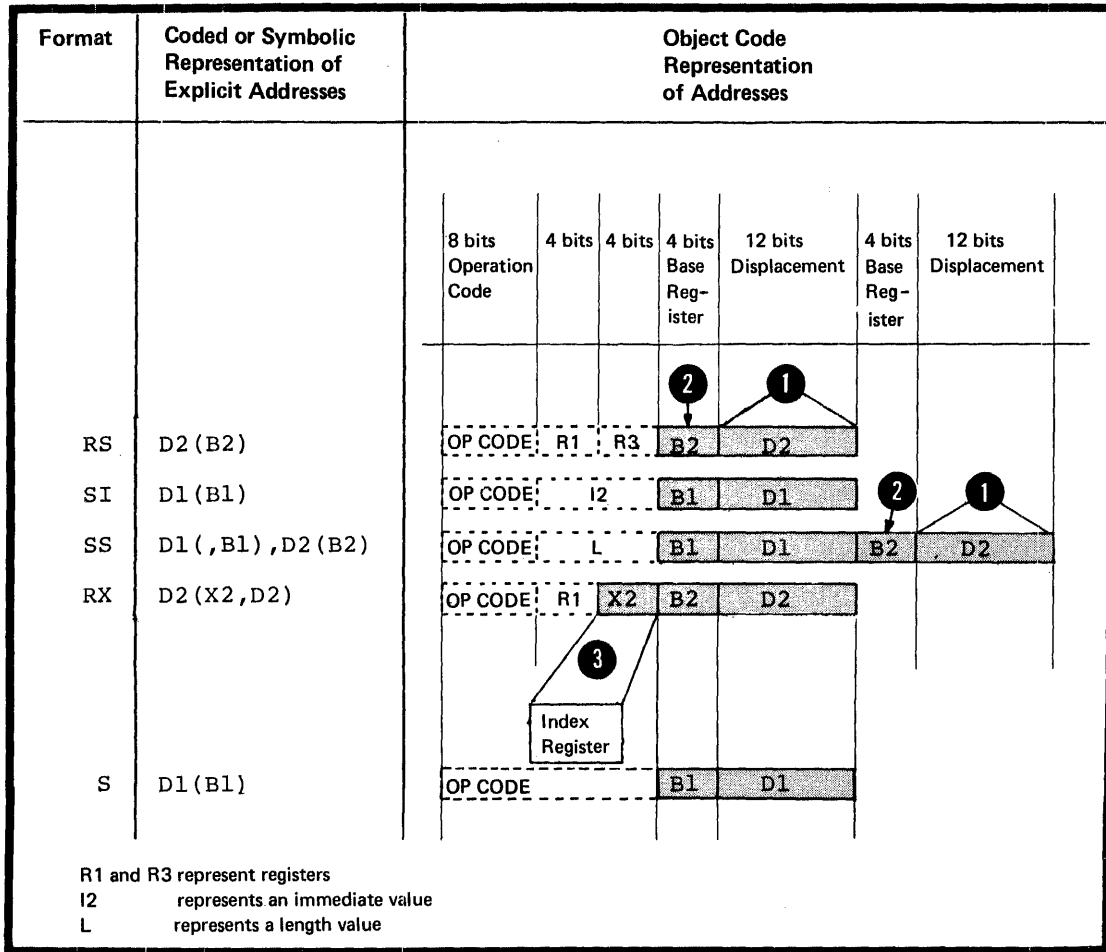 Format
Coded or Symbolic
Representation of
Explicit Addresses
Object Code
Representation
of Addresses
8 bits
Operation
Code
4 bits
4 bits
4 bits
Base
Reg-
ister
12 bits
Displacement
4 bits
Base
Reg-
ister
12 bits
Displacement
2
1
RS D2(B2) OP CODE R1 R3 B2 D2
SI D1(B1) OP CODE I2 B1 D1
2
1
SS D1(,B1),D2(B2) OP CODE L B1 D1 B2 D2
RX D2(X2,D2) OP CODE R1 X2 B2 D2
3
Index
Register
S D1(B1) OP CODE B1 D1
R1 and R3 represent registers
I2 represents an immediate value
L represents a length value